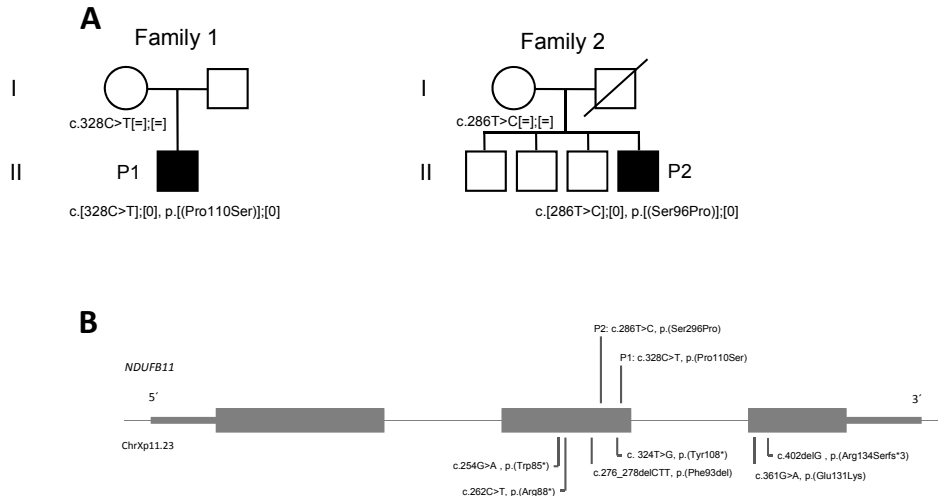 A
Family 1
Family 2
I
I
c.328C>T[=];[=]
c.286T>C[=];[=]
II
P1
II
P2
c.[328C>T];[0], p.[(Pro110Ser)];[0]
c.[286T>C];[0], p.[(Ser96Pro)];[0]
B
P2: c.286T>C, p.(Ser296Pro)
P1: c.328C>T, p.(Pro110Ser)
NDUFB11
5´
3´
ChrXp11.23
c.254G>A , p.(Trp85*)
c.262C>T, p.(Arg88*)
c.276_278delCTT, p.(Phe93del)
c. 324T>G, p.(Tyr108*)
c.402delG , p.(Arg134Serfs*3)
c.361G>A, p.(Glu131Lys)